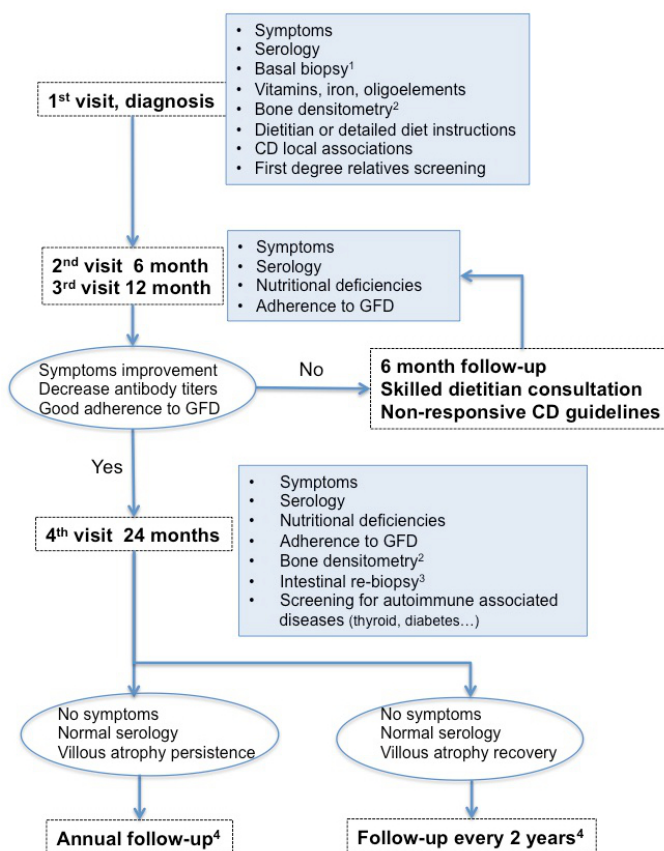 • Symptoms
• Serology
• Basal biopsy¹
• Vitamins, iron, oligoelements
• Bone densitometry²
• Dietitian or detailed diet instructions
• CD local associations
• First degree relatives screening
1ˢᵗ visit, diagnosis
2ⁿᵈ visit 6 month
3ʳᵈ visit 12 month
• Symptoms
• Serology
• Nutritional deficiencies
• Adherence to GFD
Symptoms improvement
Decrease antibody titers
Good adherence to GFD
No
6 month follow-up
Skilled dietitian consultation
Non-responsive CD guidelines
Yes
4ᵗʰ visit 24 months
• Symptoms
• Serology
• Nutritional deficiencies
• Adherence to GFD
• Bone densitometry²
• Intestinal re-biopsy³
• Screening for autoimmune associated
diseases (thyroid, diabetes…)
No symptoms
Normal serology
Villous atrophy persistence
No symptoms
Normal serology
Villous atrophy recovery
Annual follow-up⁴
Follow-up every 2 years⁴